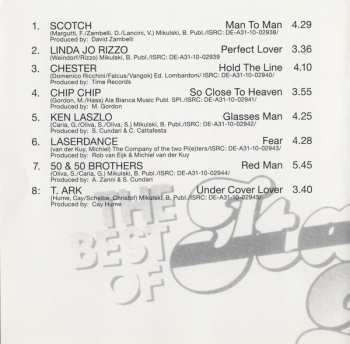 1. SCOTCH Man To Man 4.29
(Margutti, F./Zambelli, D./Lancini, V.) Mikulski, B. Publ./ISRC: DE-A31-10-02938/
Produced by: David Zambelli
2. LINDA JO RIZZO Perfect Lover 3.36
(Weindorf/Rizzo) Mikulski, B. Publ./ISRC: DE-A31-10-02939
3. CHESTER Hold The Line 4.10
(Domenico Ricchini/Falcus/Vangok) Ed. Lombardoni/ ISRC: DE-A31-10-02940/
Produced by: Time Records
4. CHIP CHIP So Close To Heaven 3.55
(Gordon, M./Hass) Ala Bianca Music Publ. SPI./ISRC: DE-A31-10-02941/
Produced by: M. Gordon
5. KEN LASZLO Glasses Man 4.25
(Carla, G./Oliva, S./Oliva, S.) Mikulski, B. Publ./ISRC: DE-A31-10-02942/
Produced by: S. Cundari & C. Cattafesta
6. LASERDANCE Fear 4.28
(van der Kuy, Michiel) The Company of the two P(e)ters/ISRC: DE-A31-10-02943/
Produced by: Rob van Eijk & Michiel van der Kuy
7. 50 & 50 BROTHERS Red Man 5.45
(Oliva, S./Carla, G.) Mikulski, B. Publ./ISRC: DE-A31-10-02944/
Produced by: A. Zanni & S. Cundari
8: T. ARK Under Cover Lover 3.40
(Hume, Cay/Scheibe, Christof) Mikulski, B. Publ./ISRC: DE-A31-10-02945/
Produced by: Cay Hume
THE
BEST
OF